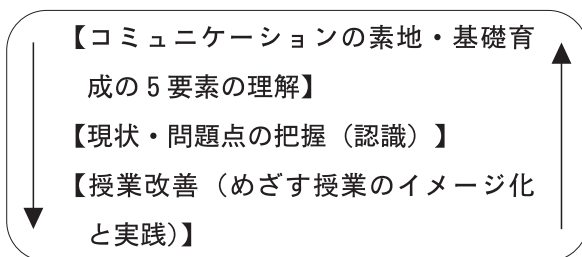 【コミュニケーションの素地・基礎育
成の5要素の理解】
【現状・問題点の把握（認識）】
【授業改善（めざす授業のイメージ化
と実践)】